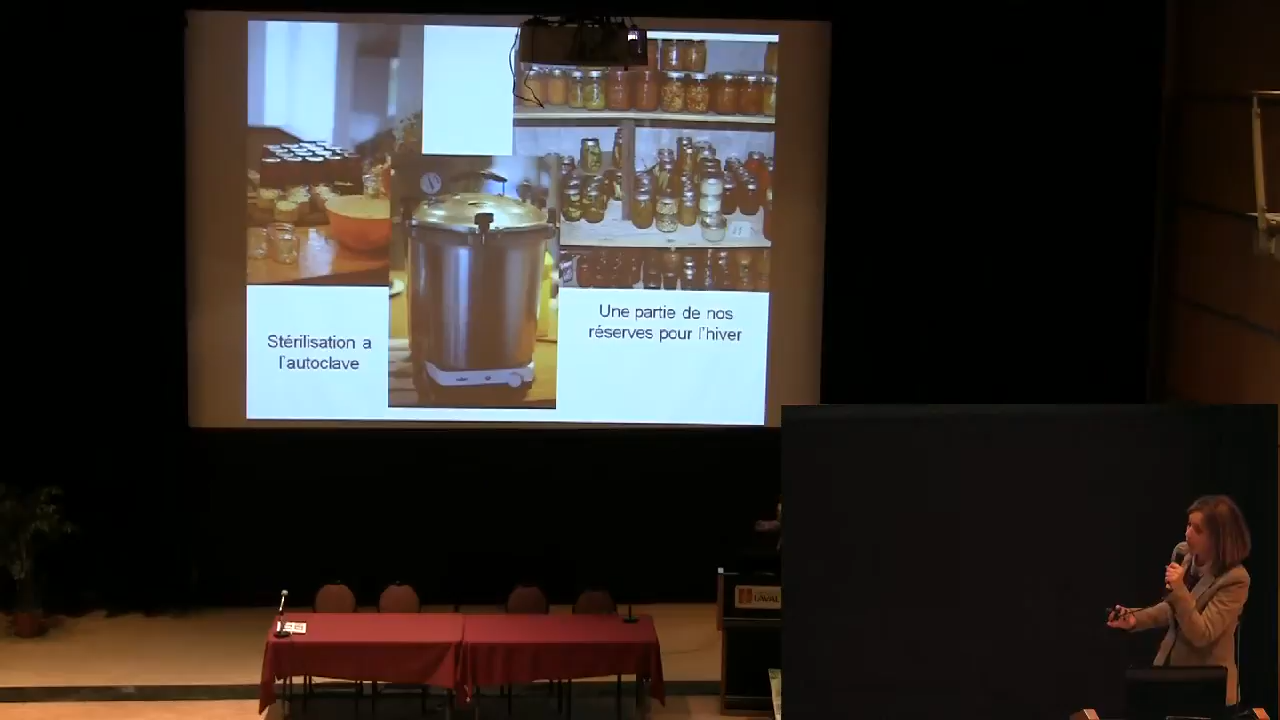 Stérilisation a
l'autoclave
Une partie de nos
réserves pour l'hiver
LAVAL